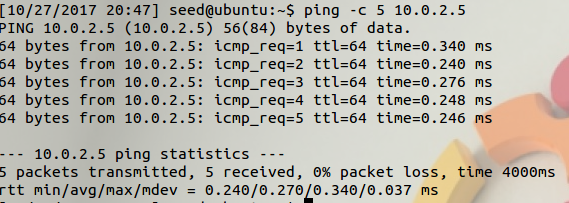 [10/27/2017 20:47] seed@ubuntu:~$ ping -c 5 10.0.2.5
PING 10.0.2.5 (10.0.2.5) 56(84) bytes of data.
64 bytes from 10.0.2.5: icmp_req=1 ttl=64 time=0.340 ms
64 bytes from 10.0.2.5: icmp_req=2 ttl=64 time=0.240 ms
64 bytes from 10.0.2.5: icmp_req=3 ttl=64 time=0.276 ms
64 bytes from 10.0.2.5: icmp_req=4 ttl=64 time=0.248 ms
64 bytes from 10.0.2.5: icmp_req=5 ttl=64 time=0.246 ms
--- 10.0.2.5 ping statistics ---
5 packets transmitted, 5 received, 0% packet loss, time 4000ms
rtt min/avg/max/mdev = 0.240/0.270/0.340/0.037 ms